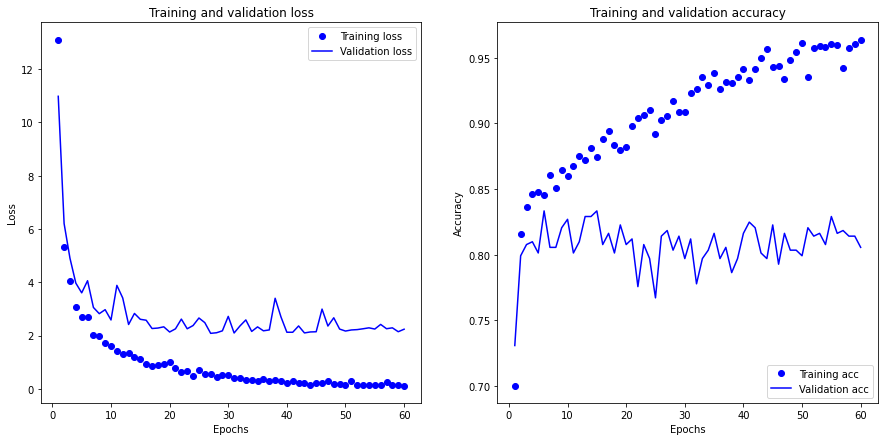 Training and validation loss
Training loss
Validation loss
12
10
8
6
4
2
0
Loss
0 10 20 30 40 50 60
Epochs
Training and validation accuracy
0.95
0.90
0.85
0.80
0.75
0.70
Accuracy
Training acc
Validation acc
0 10 20 30 40 50 60
Epochs